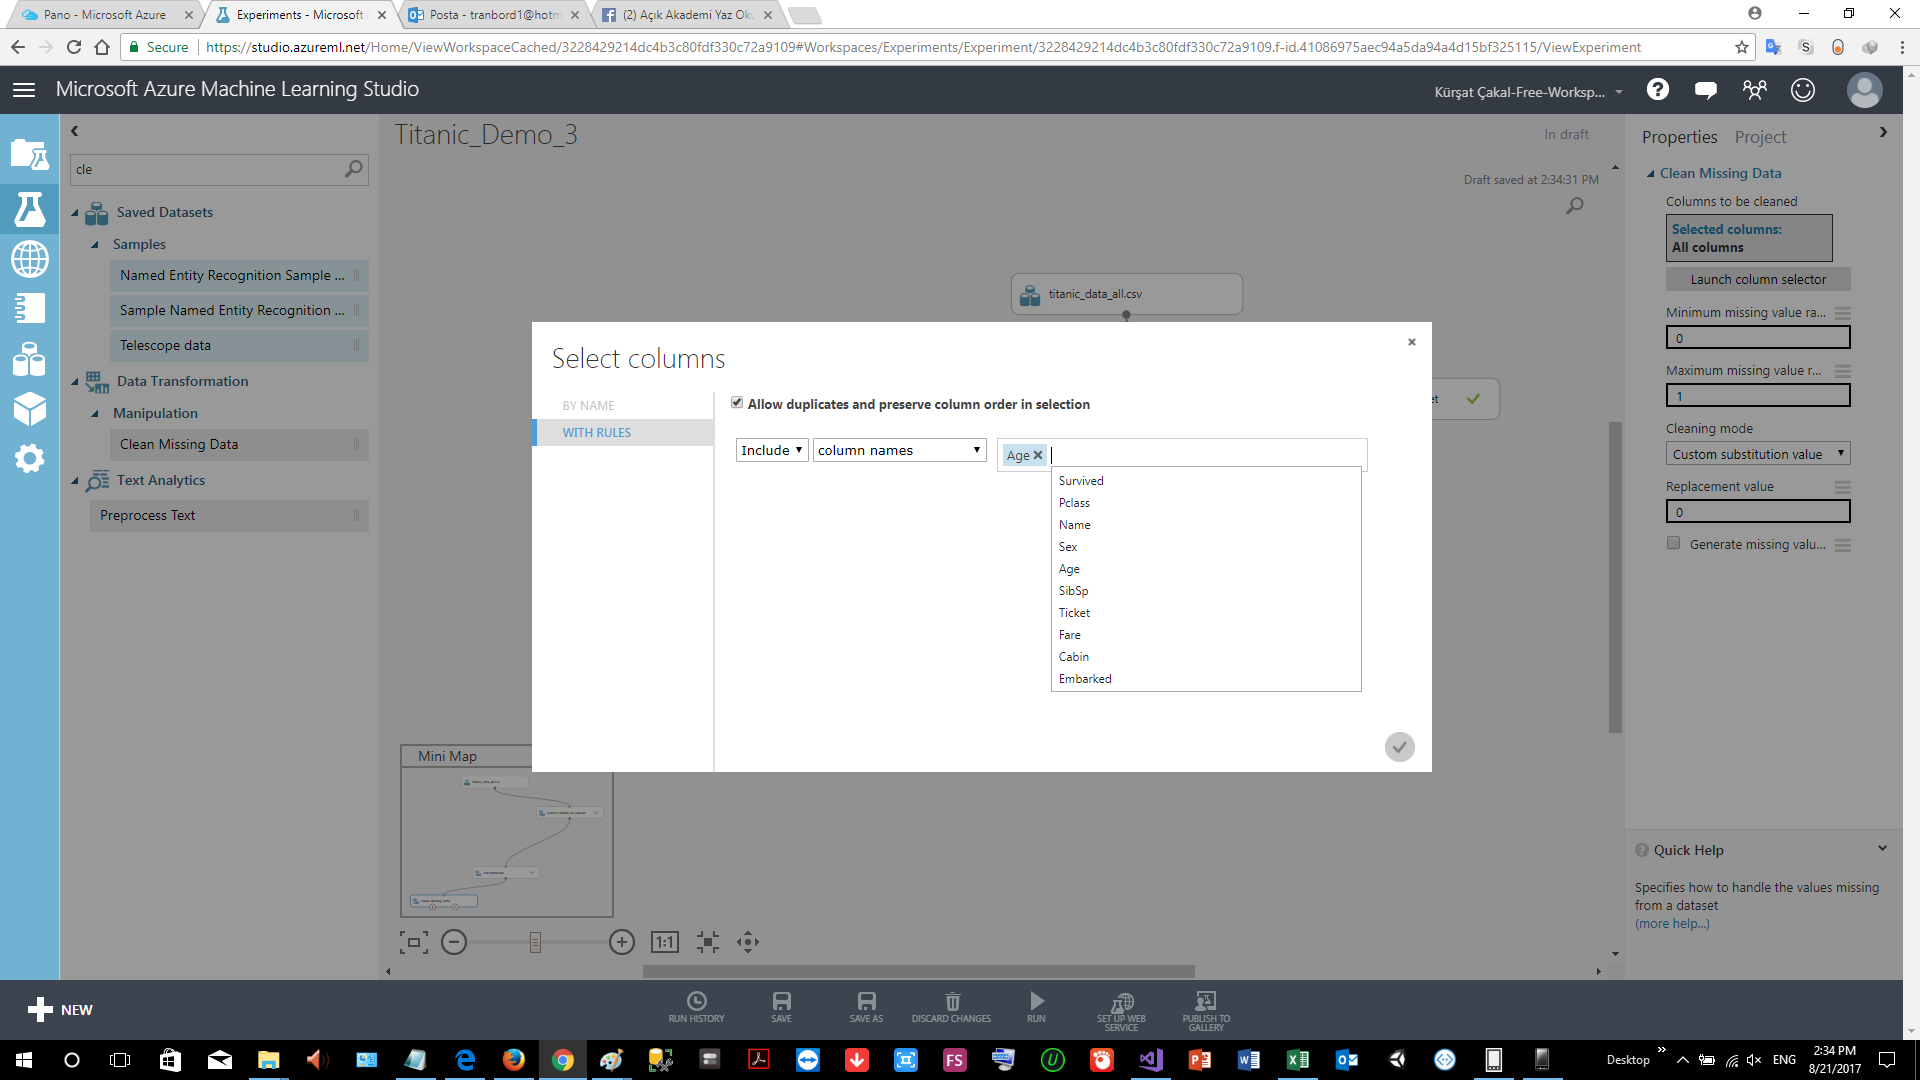 Pano - Microsoft Azure
Experiments - Microsoft
Posta - tranbord1@hotm
(2) Açık Akademi Yaz Ok
Secure
https://studio.azureml.net/Home/ViewWorkspaceCached/3228429214dc4b3c80fdf330c72a9109#Workspaces/Experiments/Experiment/3228429214dc4b3c80fdf330c72a9109.f-id.41086975aec94a5da94a4d15bf325115/ViewExperiment
Microsoft Azure Machine Learning Studio
Kürşat Çakal-Free-Worksp...
cle
Saved Datasets
Samples
Named Entity Recognition Sample ...
Sample Named Entity Recognition ...
Telescope data
Data Transformation
Manipulation
Clean Missing Data
Text Analytics
Preprocess Text
Titanic_Demo_3
In draft
Draft saved at 2:34:31 PM
titanic_data_all.csv
Select columns
BY NAME
WITH RULES
Allow duplicates and preserve column order in selection
Include
column names
Age
Survived
Pclass
Name
Sex
Age
SibSp
Ticket
Fare
Cabin
Embarked
Mini Map
1:1
Properties
Project
Clean Missing Data
Columns to be cleaned
Selected columns:
All columns
Launch column selector
Minimum missing value ra...
0
Maximum missing value r...
1
Cleaning mode
Custom substitution value
Replacement value
0
Generate missing valu...
Quick Help
Specifies how to handle the values missing
from a dataset
(more help...)
NEW
RUN HISTORY
SAVE
SAVE AS
DISCARD CHANGES
RUN
SET UP WEB
SERVICE
PUBLISH TO
GALLERY
FS
Desktop
ENG
2:34 PM
8/21/2017